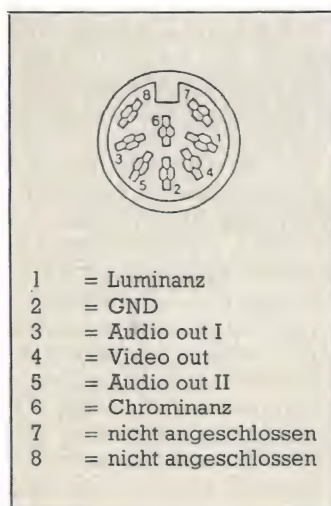 8 7
6
3 1
5 4
2
1 = Luminanz
2 = GND
3 = Audio out I
4 = Video out
5 = Audio out II
6 = Chrominanz
7 = nicht angeschlossen
8 = nicht angeschlossen